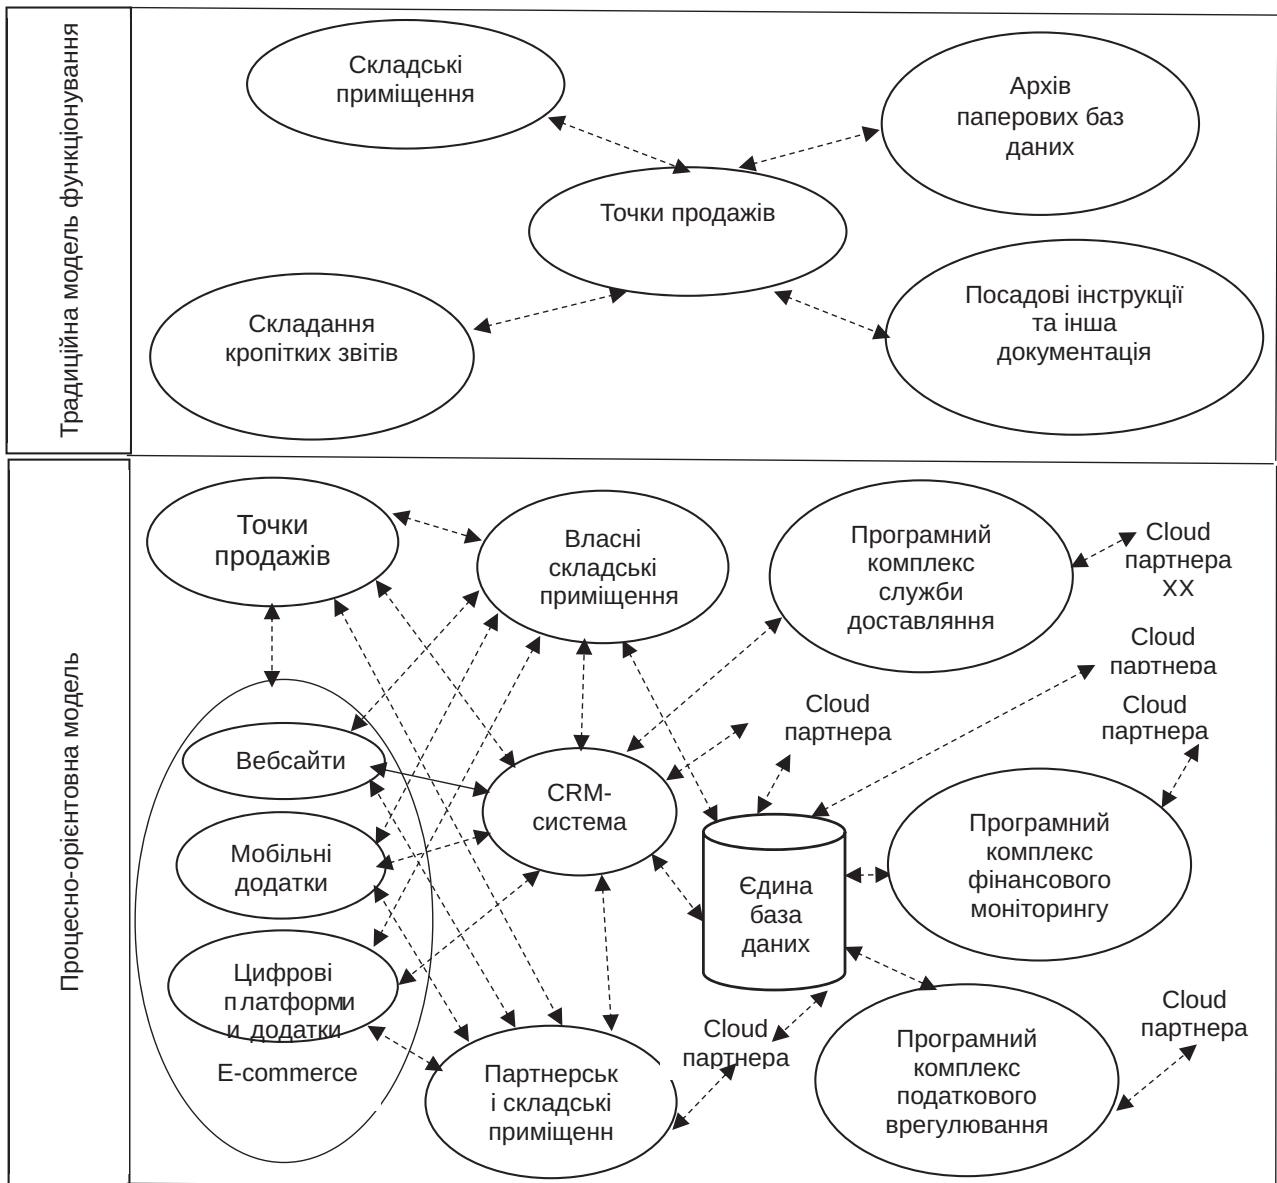 Традиційна модель функціонування
Складські
приміщення
Архів
паперових баз
даних
Точки продажів
Складання
кропітких звітів
Посадові інструкції
та інша
документація
Процесно-орієнтовна модель
Точки
продажів
Власні
складські
приміщення
Програмний
комплекс
служби
доставляння
Cloud
партнера
XX
Cloud
партнера
Cloud
партнера
Cloud
партнера
Вебсайти
CRM-
система
Мобільні
додатки
Єдина
база
даних
Програмний
комплекс
фінансового
моніторингу
Цифрові
платформи
и додатки
E-commerce
Партнерськ
і складські
приміщенн
Cloud
партнера
Програмний
комплекс
податкового
врегулювання
Cloud
партнера